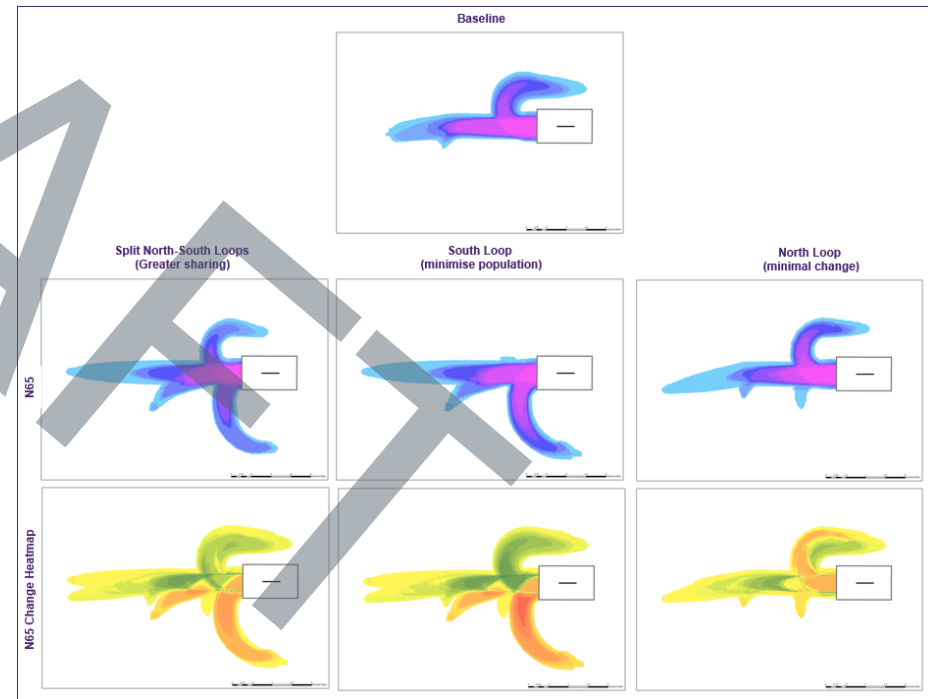 Baseline
Split North-South Loops
(Greater sharing)
South Loop
(minimise population)
North Loop
(minimal change)
N65
N65 Change Heatmap
AFT